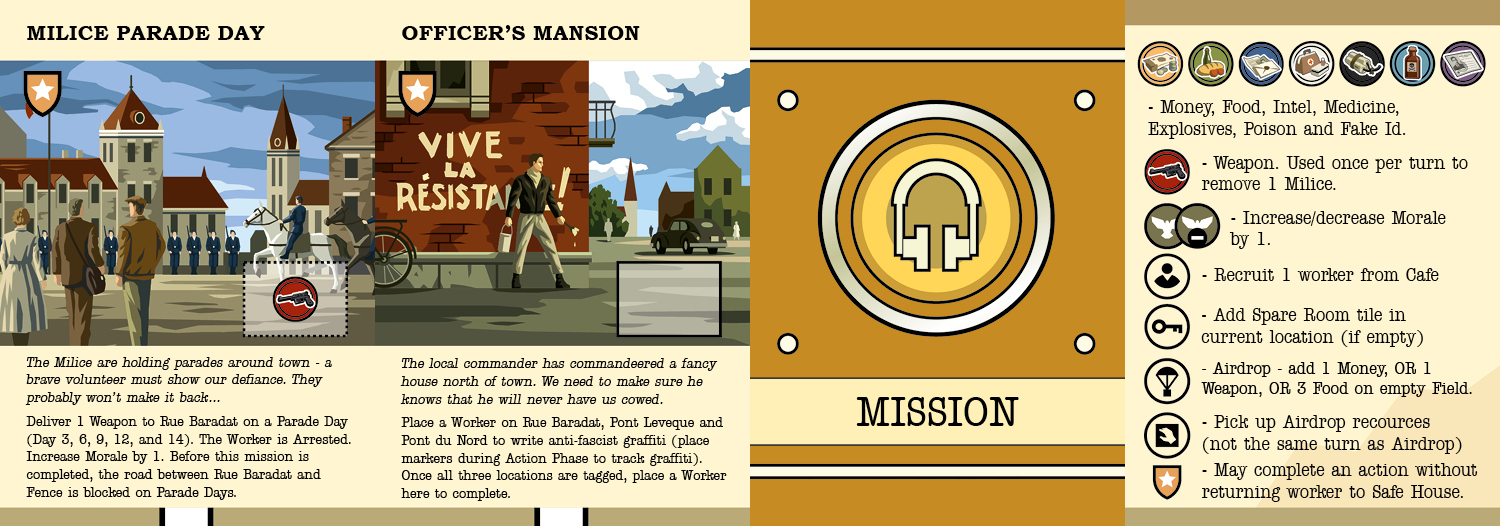 MILICE PARADE DAY
The Milice are holding parades around town - a
brave volunteer must show our defiance. They
probably won't make it back...
Deliver 1 Weapon to Rue Baradat on a Parade Day
(Day 3, 6, 9, 12, and 14). The Worker is Arrested.
Increase Morale by 1. Before this mission is
completed, the road between Rue Baradat and
Fence is blocked on Parade Days.
OFFICER'S MANSION
VIVE
LA
RÉSISTA E!
The local commander has commandeered a fancy
house north of town. We need to make sure he
knows that he will never have us cowed.
Place a Worker on Rue Baradat, Pont Leveque and
Pont du Nord to write anti-fascist graffiti (place
markers during Action Phase to track graffiti).
Once all three locations are tagged, place a Worker
here to complete.
MISSION
- Money, Food, Intel, Medicine,
Explosives, Poison and Fake Id.
- Weapon. Used once per turn to
remove 1 Milice.
- Increase/decrease Morale
by 1.
- Recruit 1 worker from Cafe
- Add Spare Room tile in
current location (if empty)
- Airdrop - add 1 Money, OR 1
Weapon, OR 3 Food on empty Field.
- Pick up Airdrop recources
(not the same turn as Airdrop)
- May complete an action without
returning worker to Safe House.